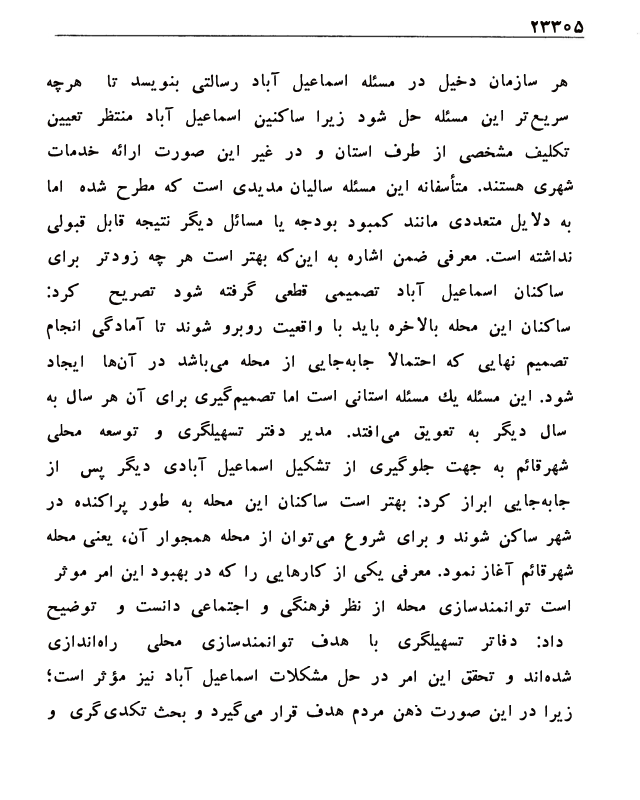 ۲۳۳۰۵
هر سازمان دخیل در مسئله اسماعیل آباد رسالتی بنویسد تا هرچه
سریع‌تر این مسئله حل شود زیرا ساکنین اسماعیل آباد منتظر تعیین
تکلیف مشخصی از طرف استان و در غیر این صورت ارائه خدمات
شهری هستند. متأسفانه این مسئله سالیان مدیدی است که مطرح شده اما
به دلایل متعددی مانند کمبود بودجه یا مسائل دیگر نتیجه قابل قبولی
نداشته است. معرفی ضمن اشاره به این‌که بهتر است هر چه زودتر برای
ساکنان اسماعیل آباد تصمیمی قطعی گرفته شود تصریح کرد:
ساکنان این محله بالاخره باید با واقعیت روبرو شوند تا آمادگی انجام
تصمیم نهایی که احتمالا جابه‌جایی از محله می‌باشد در آن‌ها ایجاد
شود. این مسئله یك مسئله استانی است اما تصمیم‌گیری برای آن هر سال به
سال دیگر به تعویق می‌افتد. مدیر دفتر تسهیلگری و توسعه محلی
شهرقائم به جهت جلوگیری از تشکیل اسماعیل آبادی دیگر پس از
جابه‌جایی ابراز کرد: بهتر است ساکنان این محله به طور پراکنده در
شهر ساکن شوند و برای شروع می‌توان از محله همجوار آن، یعنی محله
شهرقائم آغاز نمود. معرفی یکی از کارهایی را که در بهبود این امر موثر
است توانمندسازی محله از نظر فرهنگی و اجتماعی دانست و توضیح
داد: دفاتر تسهیلگری با هدف توانمندسازی محلی راه‌اندازی
شده‌اند و تحقق این امر در حل مشکلات اسماعیل آباد نیز مؤثر است؛
زیرا در این صورت ذهن مردم هدف قرار می‌گیرد و بحث تکدی‌گری و